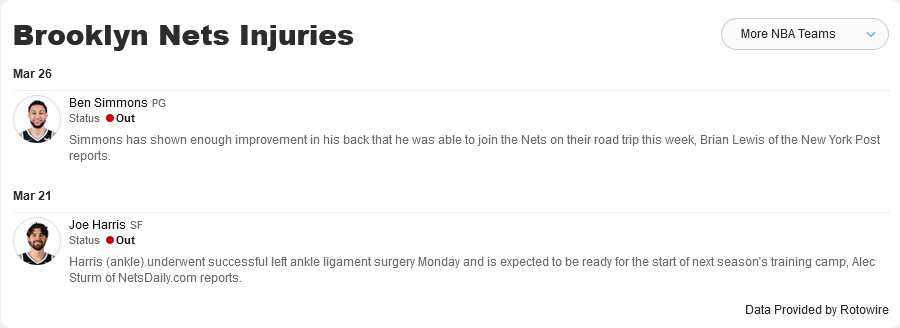 Brooklyn Nets Injuries
More NBA Teams
Mar 26
Ben Simmons PG
Status Out
Simmons has shown enough improvement in his back that he was able to join the Nets on their road trip this week, Brian Lewis of the New York Post
reports.
Mar 21
Joe Harris SF
Status Out
Harris (ankle) underwent successful left ankle ligament surgery Monday and is expected to be ready for the start of next season's training camp, Alec
Sturm of NetsDaily.com reports.
Data Provided by Rotowire